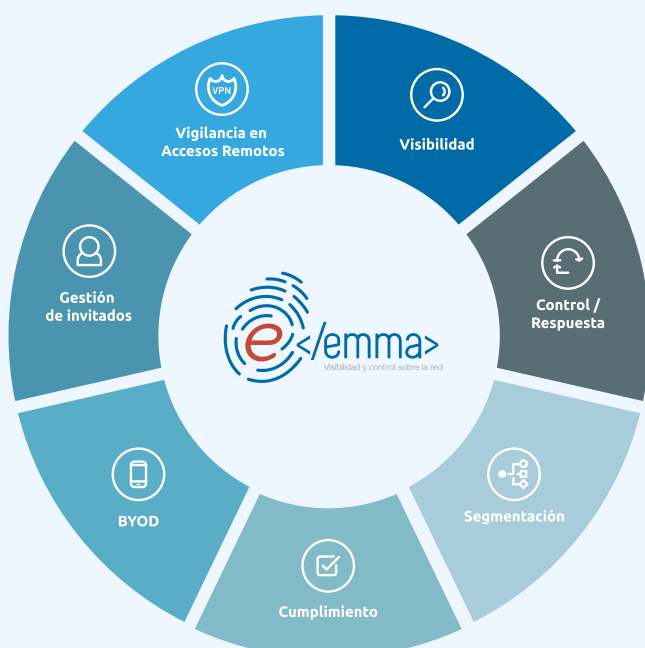 VPN
Vigilancia en
Accesos Remotos
Visibilidad
Gestión
de invitados
Control /
Respuesta
e</emma>
Visibilidad y control sobre la red
BYOD
Segmentación
Cumplimiento